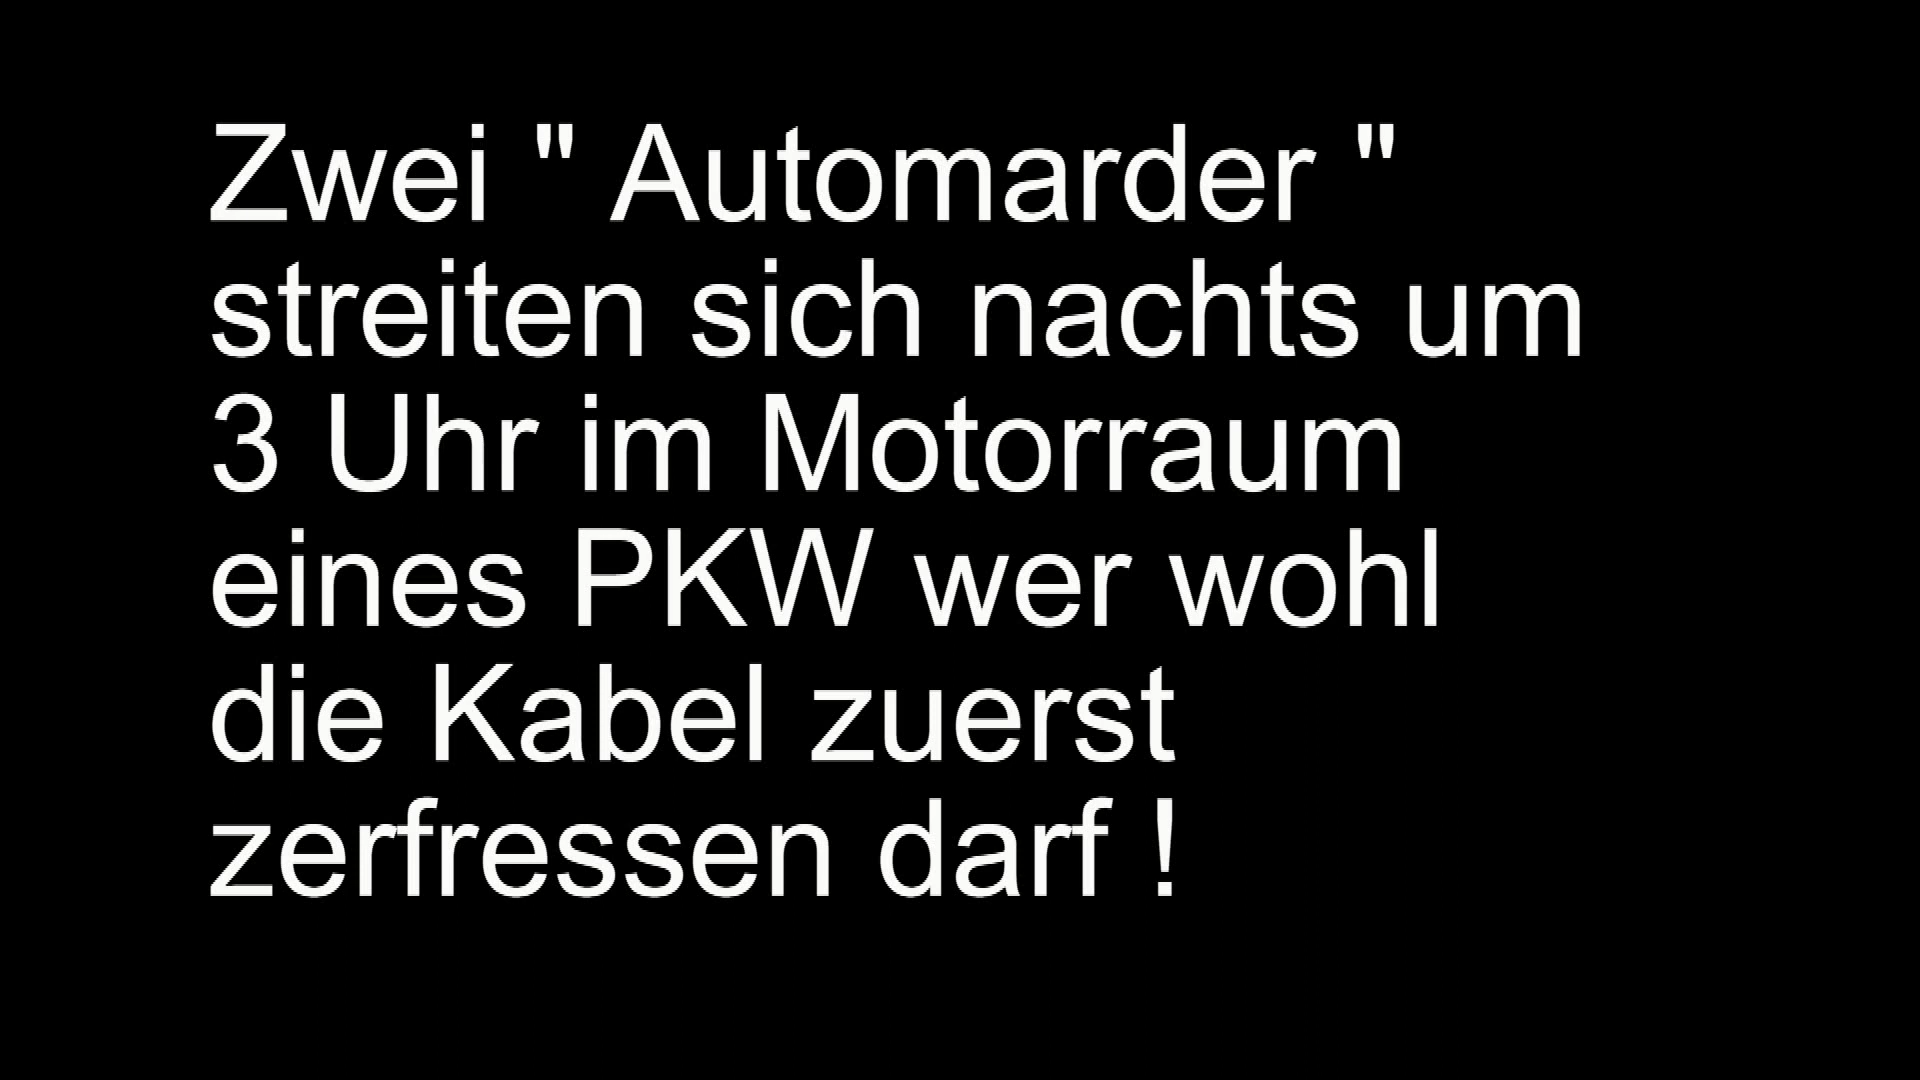 Zwei " Automarder "
streiten sich nachts um
3 Uhr im Motorraum
eines PKW wer wohl
die Kabel zuerst
zerfressen darf !